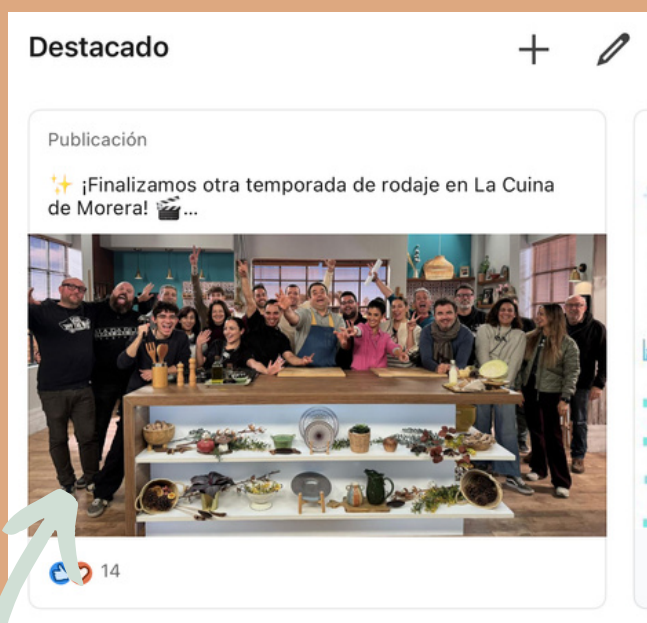 Destacado
Publicación
✨ ¡Finalizamos otra temporada de rodaje en La Cuina
de Morera! 🎬...
14